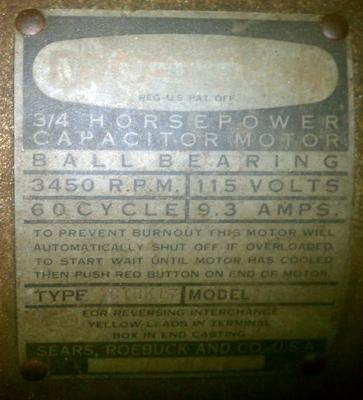 REG. U.S. PAT. OFF.
3/4 HORSEPOWER
CAPACITOR MOTOR
BALL BEARING
3450 R.P.M. 115 VOLTS
60 CYCLE 9.3 AMPS.
TO PREVENT BURNOUT THIS MOTOR WILL
AUTOMATICALLY SHUT OFF IF OVERLOADED.
TO START WAIT UNTIL MOTOR HAS COOLED
THEN PUSH RED BUTTON ON END OF MOTOR.
TYPE MODEL
FOR REVERSING INTERCHANGE
YELLOW LEADS IN TERMINAL
BOX IN END CASTING
SEARS, ROEBUCK AND CO. U.S.A.